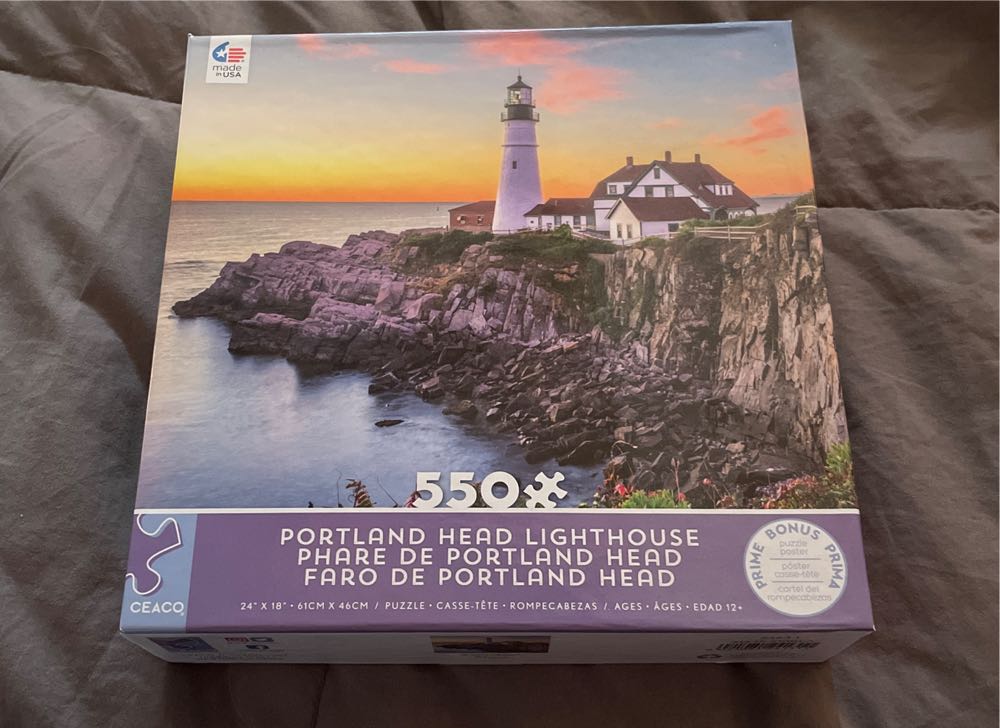 made
in USA
550
PORTLAND HEAD LIGHTHOUSE
PHARE DE PORTLAND HEAD
FARO DE PORTLAND HEAD
24" X 18" • 61CM X 46CM / PUZZLE • CASSE-TÊTE • ROMPECABEZAS / AGES • ÂGES • EDAD 12+
CEACO
PRIME BONUS PRIMA
puzzle
poster
póster
casse-tête
cartel del
rompecabezas